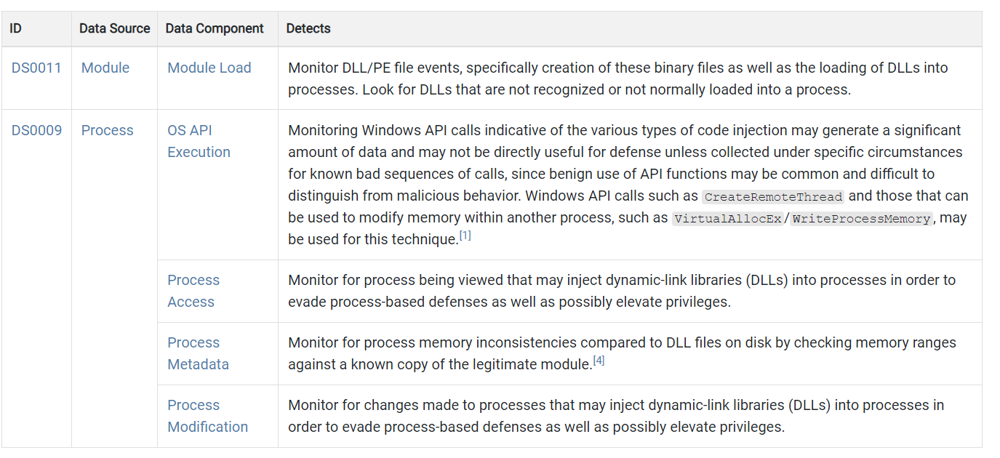 ID Data Source Data Component Detects
DS0011 Module Module Load Monitor DLL/PE file events, specifically creation of these binary files as well as the loading of DLLs into
processes. Look for DLLs that are not recognized or not normally loaded into a process.
DS0009 Process OS API Monitoring Windows API calls indicative of the various types of code injection may generate a significant
Execution amount of data and may not be directly useful for defense unless collected under specific circumstances
for known bad sequences of calls, since benign use of API functions may be common and difficult to
distinguish from malicious behavior. Windows API calls such as CreateRemoteThread and those that can
be used to modify memory within another process, such as VirtualAllocEx/WriteProcessMemory, may
be used for this technique.[1]
Process Monitor for process being viewed that may inject dynamic-link libraries (DLLs) into processes in order to
Access evade process-based defenses as well as possibly elevate privileges.
Process Monitor for process memory inconsistencies compared to DLL files on disk by checking memory ranges
Metadata against a known copy of the legitimate module.[4]
Process Monitor for changes made to processes that may inject dynamic-link libraries (DLLs) into processes in
Modification order to evade process-based defenses as well as possibly elevate privileges.